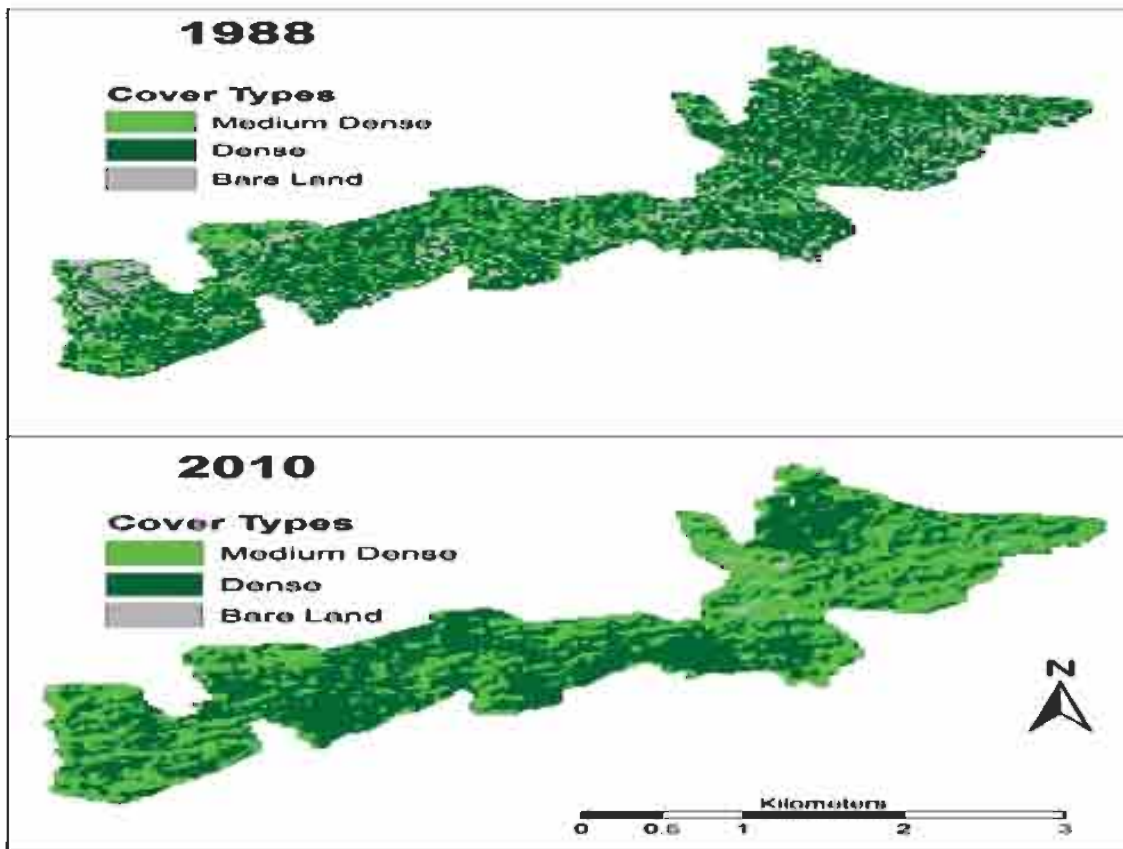 1988
Cover Types
Medium Dense
Dense
Bare Land
2010
Cover Types
Medium Dense
Dense
Bare Land
N
Kilometers
0 0.5 1 2 3